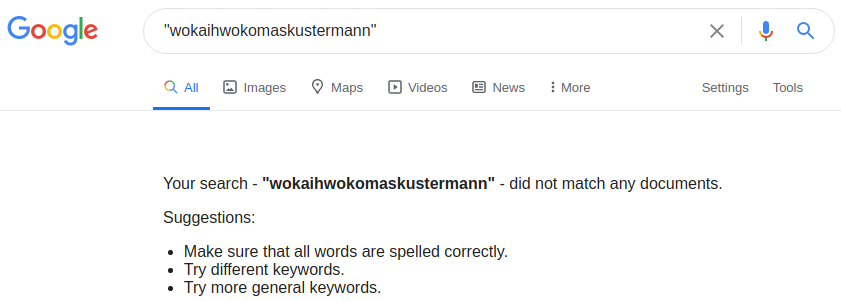 Google "wokaihwokomaskustermann"
All Images Maps Videos News More Settings Tools
Your search - "wokaihwokomaskustermann" - did not match any documents.
Suggestions:
• Make sure that all words are spelled correctly.
• Try different keywords.
• Try more general keywords.